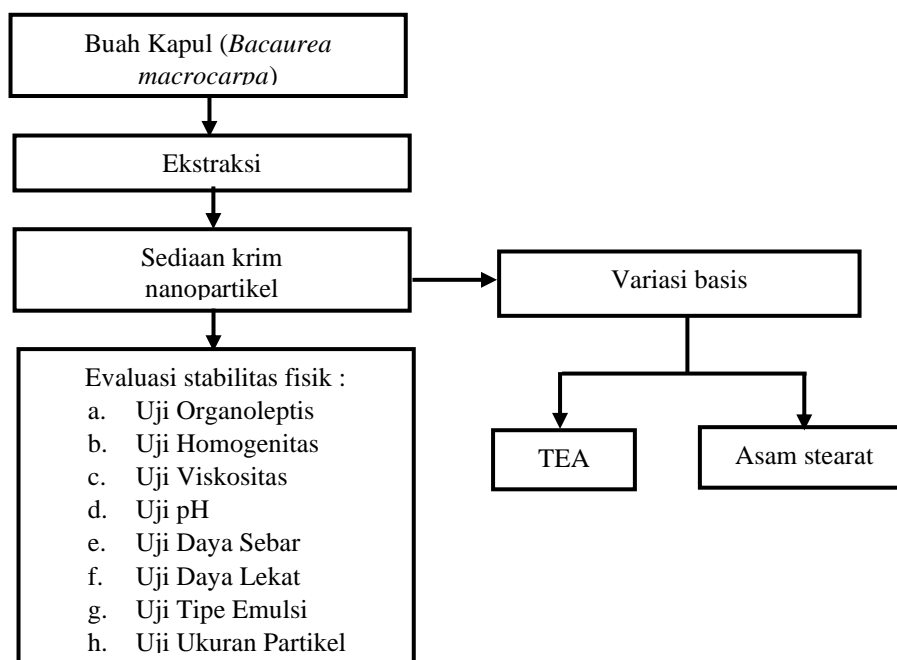 Buah Kapul (Bacaurea
macrocarpa)
Ekstraksi
Sediaan krim
nanopartikel
Variasi basis
Evaluasi stabilitas fisik :
a. Uji Organoleptis
b. Uji Homogenitas
c. Uji Viskositas
d. Uji pH
e. Uji Daya Sebar
f. Uji Daya Lekat
g. Uji Tipe Emulsi
h. Uji Ukuran Partikel
TEA
Asam stearat